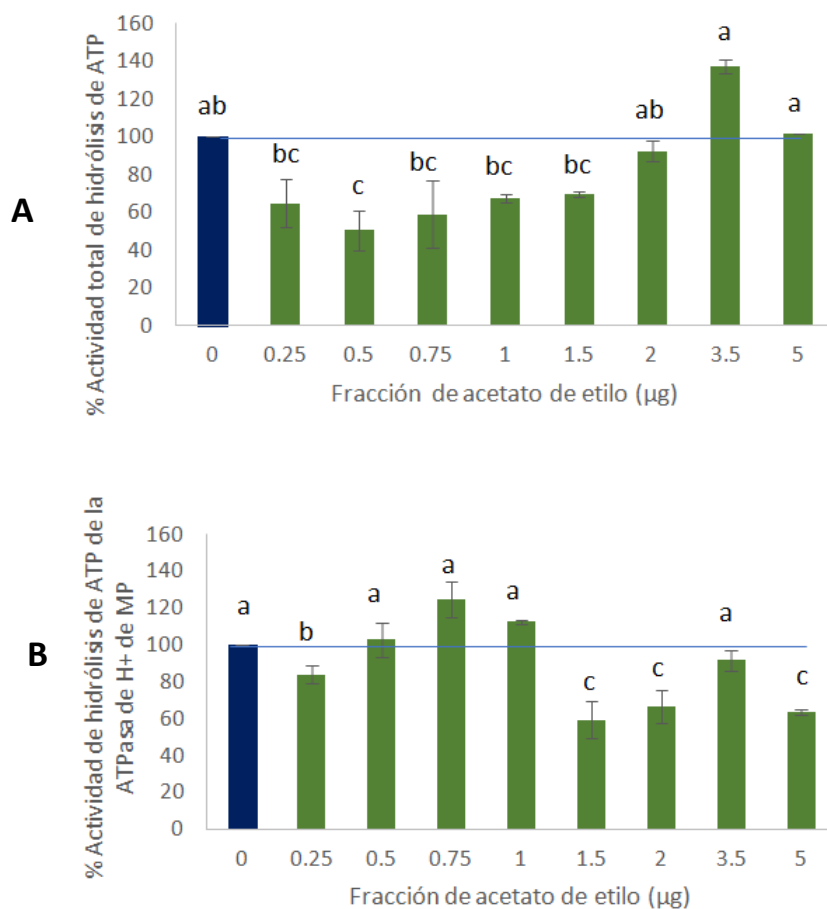 A
% Actividad total de hidrólisis de ATP
160
140
120
100
80
60
40
20
0
ab
bc
c
bc
bc
bc
ab
a
a
0 0.25 0.5 0.75 1 1.5 2 3.5 5
Fracción de acetato de etilo (µg)
B
% Actividad de hidrólisis de ATP de la
ATPasa de H+ de MP
160
140
120
100
80
60
40
20
0
a
b
a
a
a
c
c
a
c
0 0.25 0.5 0.75 1 1.5 2 3.5 5
Fracción de acetato de etilo (µg)